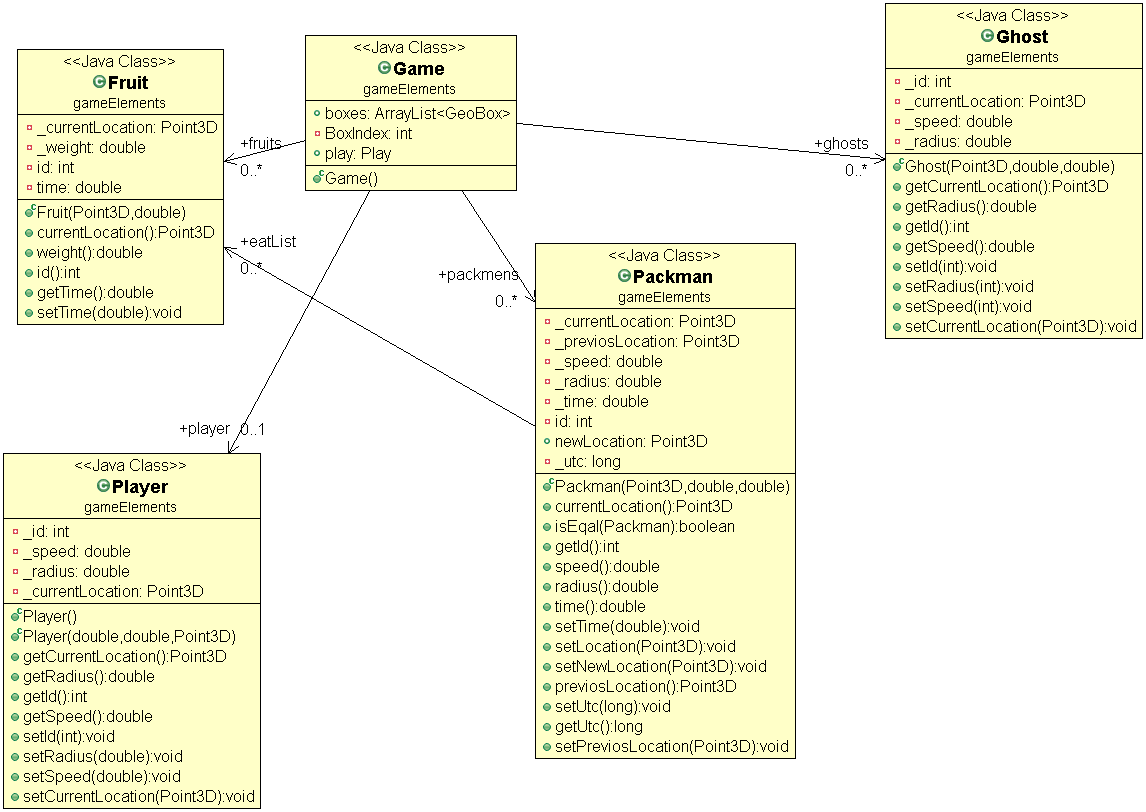 <<Java Class>>
Fruit
gameElements
_currentLocation: Point3D
_weight: double
id: int
time: double
Fruit(Point3D,double)
currentLocation():Point3D
weight():double
id():int
getTime():double
setTime(double):void
<<Java Class>>
Game
gameElements
boxes: ArrayList<GeoBox>
BoxIndex: int
play: Play
Game()
<<Java Class>>
Ghost
gameElements
_id: int
_currentLocation: Point3D
_speed: double
_radius: double
Ghost(Point3D,double,double)
getCurrentLocation():Point3D
getRadius():double
getId():int
getSpeed():double
setId(int):void
setRadius(int):void
setSpeed(int):void
setCurrentLocation(Point3D):void
+fruits
0..*
+ghosts
0..*
+eatList
0..*
+packmens
0..*
+player
0..1
<<Java Class>>
Packman
gameElements
_currentLocation: Point3D
_previosLocation: Point3D
_speed: double
_radius: double
_time: double
id: int
newLocation: Point3D
_utc: long
Packman(Point3D,double,double)
currentLocation():Point3D
isEqal(Packman):boolean
getId():int
speed():double
radius():double
time():double
setTime(double):void
setLocation(Point3D):void
setNewLocation(Point3D):void
previosLocation():Point3D
setUtc(long):void
getUtc():long
setPreviosLocation(Point3D):void
<<Java Class>>
Player
gameElements
_id: int
_speed: double
_radius: double
_currentLocation: Point3D
Player()
Player(double,double,Point3D)
getCurrentLocation():Point3D
getRadius():double
getId():int
getSpeed():double
setId(int):void
setRadius(double):void
setSpeed(double):void
setCurrentLocation(Point3D):void